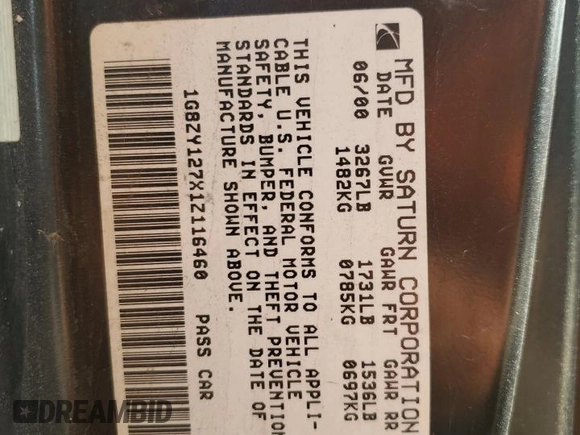 MFD BY SATURN CORPORATION
DATE GVWR GAWR FRT GAWR RR
06/00 3267LB 1731LB 1536LB
1482KG 0785KG 0697KG
THIS VEHICLE CONFORMS TO ALL APPLI-
CABLE U.S. FEDERAL MOTOR VEHICLE
SAFETY, BUMPER, AND THEFT PREVENTION
STANDARDS IN EFFECT ON THE DATE OF
MANUFACTURE SHOWN ABOVE.
1G8ZY127X1Z116460 PASS CAR
DREAMBID